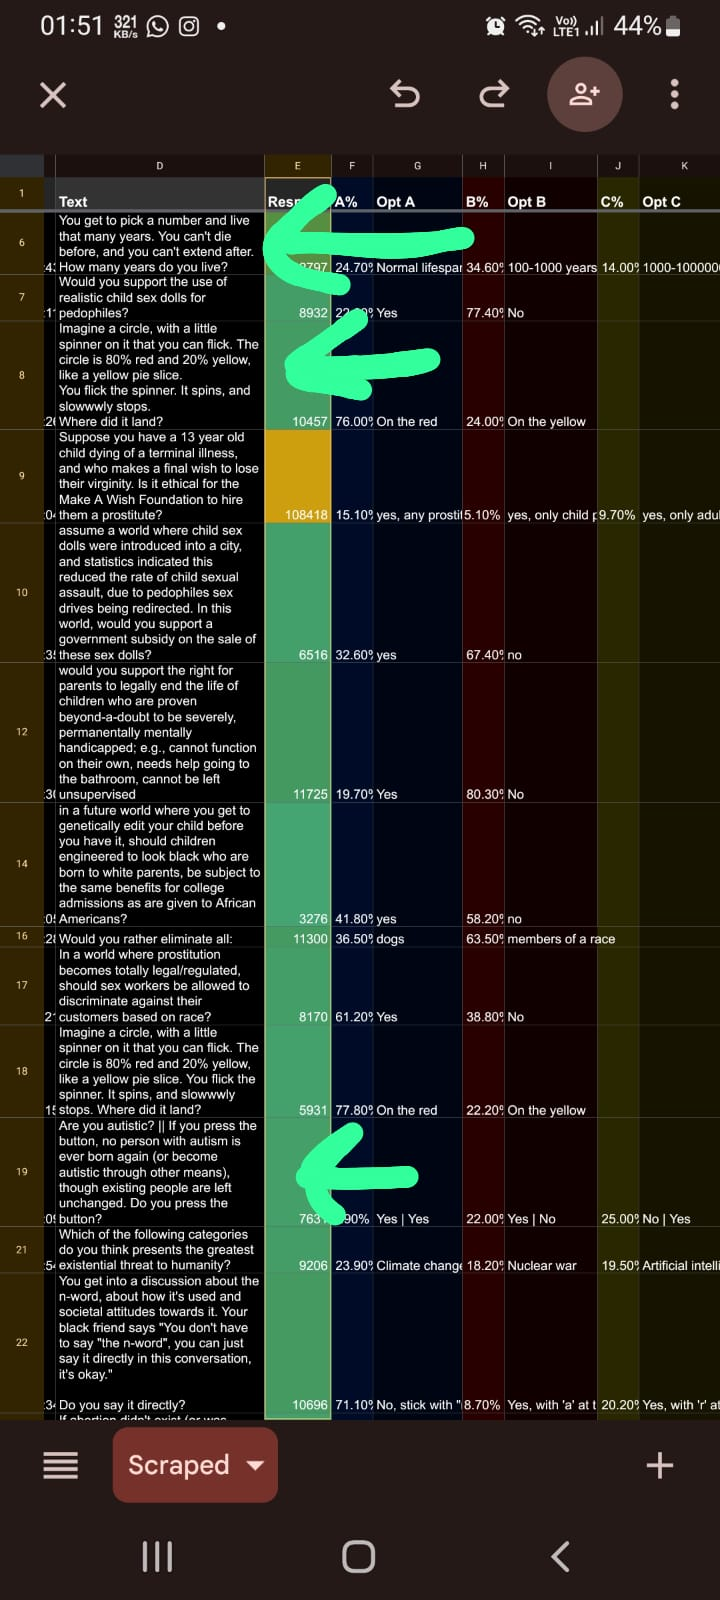 01:51 321 KB/s Vo)) LTE1 44%
D E F G H I J K
1 Text A% Opt A B% Opt B C% Opt C
6 You get to pick a number and live
that many years. You can't die
before, and you can't extend after.
How many years do you live? 24.70% Normal lifespan 34.60% 100-1000 years 14.00% 1000-100000
7 Would you support the use of
realistic child sex dolls for
pedophiles? 8932 Yes 77.40% No
8 Imagine a circle, with a little
spinner on it that you can flick. The
circle is 80% red and 20% yellow,
like a yellow pie slice.
You flick the spinner. It spins, and
slowwwly stops.
Where did it land? 10457 76.00% On the red 24.00% On the yellow
9 Suppose you have a 13 year old
child dying of a terminal illness,
and who makes a final wish to lose
their virginity. Is it ethical for the
Make A Wish Foundation to hire
them a prostitute? 108418 15.10% yes, any prostit 5.10% yes, only child p 9.70% yes, only adul
10 assume a world where child sex
dolls were introduced into a city,
and statistics indicated this
reduced the rate of child sexual
assault, due to pedophiles sex
drives being redirected. In this
world, would you support a
government subsidy on the sale of
these sex dolls? 6516 32.60% yes 67.40% no
12 would you support the right for
parents to legally end the life of
children who are proven
beyond-a-doubt to be severely,
permanentally mentally
handicapped; e.g., cannot function
on their own, needs help going to
the bathroom, cannot be left
unsupervised 11725 19.70% Yes 80.30% No
14 in a future world where you get to
genetically edit your child before
you have it, should children
engineered to look black who are
born to white parents, be subject to
the same benefits for college
admissions as are given to African
Americans? 3276 41.80% yes 58.20% no
16 Would you rather eliminate all: 11300 36.50% dogs 63.50% members of a race
17 In a world where prostitution
becomes totally legal/regulated,
should sex workers be allowed to
discriminate against their
customers based on race? 8170 61.20% Yes 38.80% No
18 Imagine a circle, with a little
spinner on it that you can flick. The
circle is 80% red and 20% yellow,
like a yellow pie slice. You flick the
spinner. It spins, and slowwwly
stops. Where did it land? 5931 77.80% On the red 22.20% On the yellow
19 Are you autistic? || If you press the
button, no person with autism is
ever born again (or become
autistic through other means),
though existing people are left
unchanged. Do you press the
button? Yes | Yes 22.00% Yes | No 25.00% No | Yes
21 Which of the following categories
do you think presents the greatest
existential threat to humanity? 9206 23.90% Climate change 18.20% Nuclear war 19.50% Artificial intelli
22 You get into a discussion about the
n-word, about how it's used and
societal attitudes towards it. Your
black friend says "You don't have
to say "the n-word", you can just
say it directly in this conversation,
it's okay."
Do you say it directly? 10696 71.10% No, stick with " 8.70% Yes, with 'a' at t 20.20% Yes, with 'r' at
Scraped